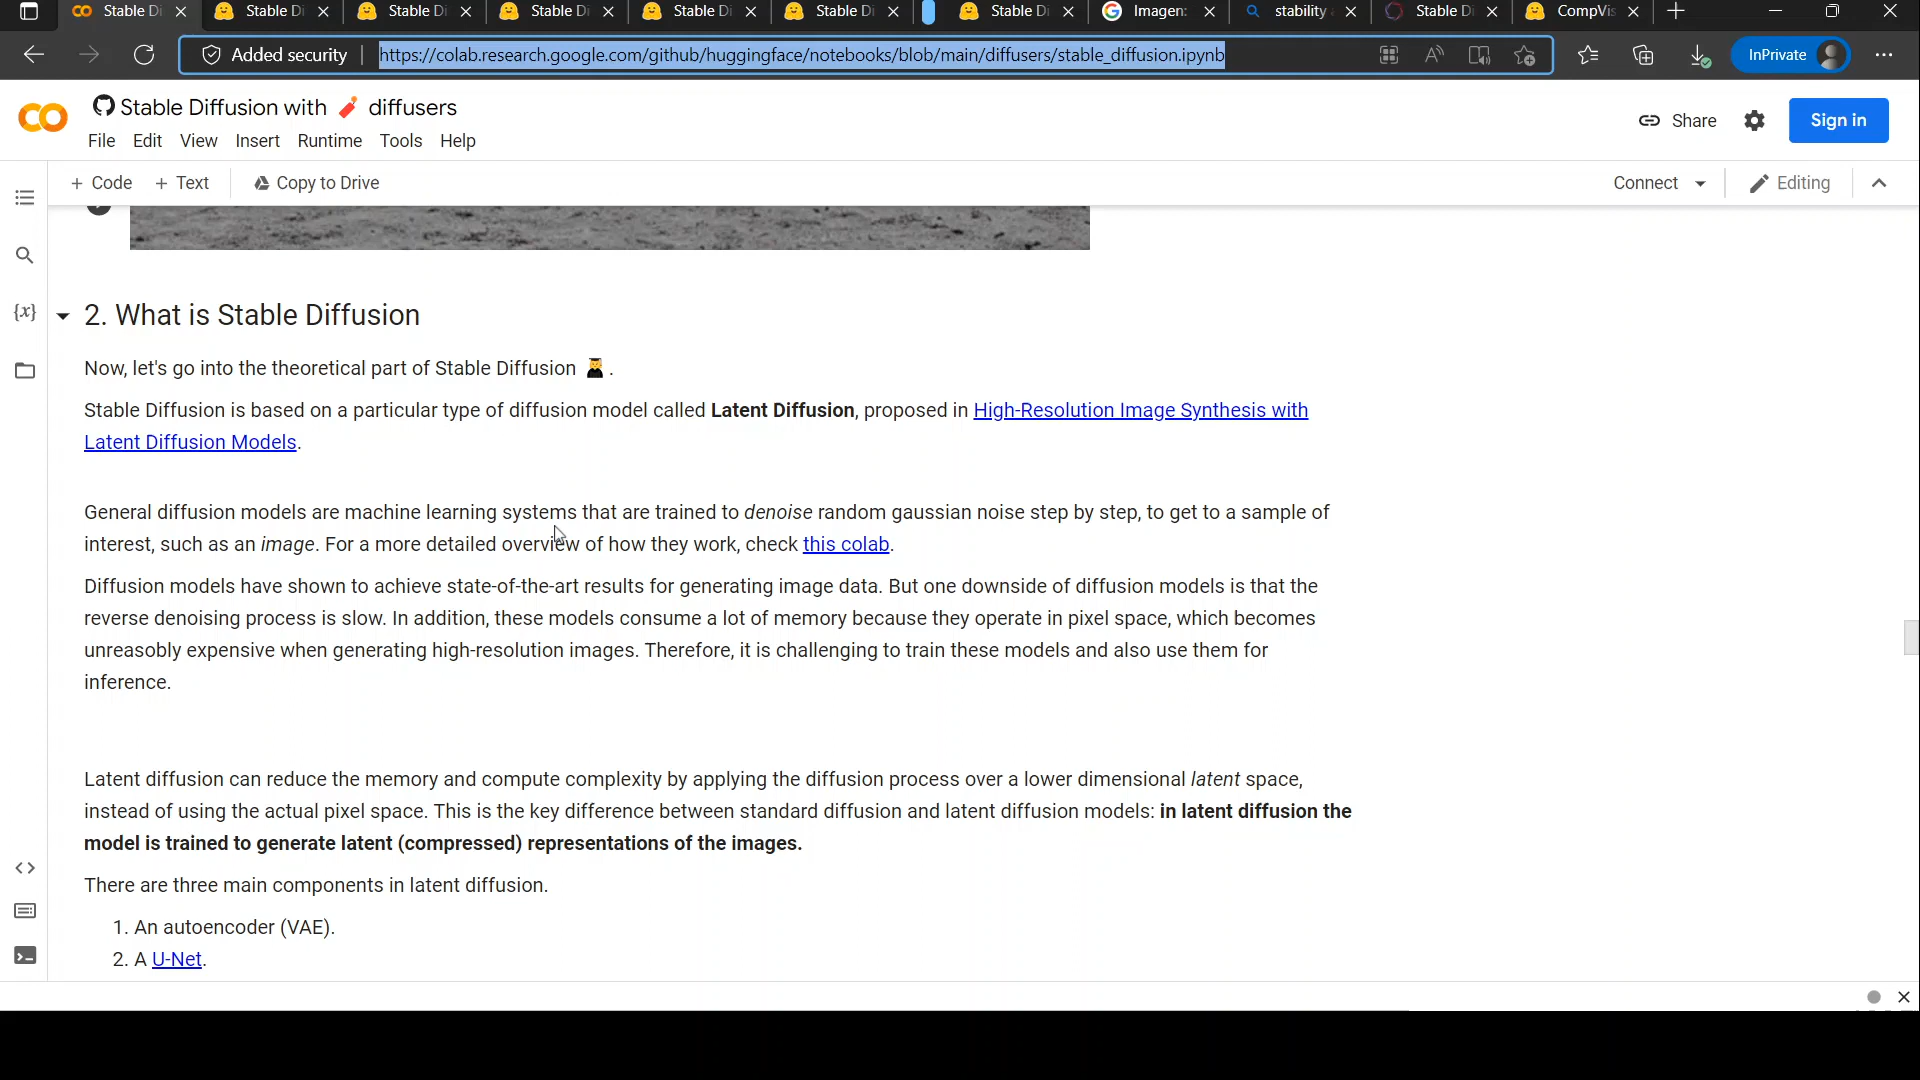 Stable Di Stable Di Stable Di Stable Di Stable Di Stable Di Stable Di Imagen: stability Stable Di CompVis
Added security https://colab.research.google.com/github/huggingface/notebooks/blob/main/diffusers/stable_diffusion.ipynb InPrivate
Stable Diffusion with diffusers
File Edit View Insert Runtime Tools Help
Share Sign in
+ Code + Text Copy to Drive Connect Editing
2. What is Stable Diffusion
Now, let's go into the theoretical part of Stable Diffusion .
Stable Diffusion is based on a particular type of diffusion model called Latent Diffusion, proposed in High-Resolution Image Synthesis with
Latent Diffusion Models.
General diffusion models are machine learning systems that are trained to denoise random gaussian noise step by step, to get to a sample of
interest, such as an image. For a more detailed overview of how they work, check this colab.
Diffusion models have shown to achieve state-of-the-art results for generating image data. But one downside of diffusion models is that the
reverse denoising process is slow. In addition, these models consume a lot of memory because they operate in pixel space, which becomes
unreasobly expensive when generating high-resolution images. Therefore, it is challenging to train these models and also use them for
inference.
Latent diffusion can reduce the memory and compute complexity by applying the diffusion process over a lower dimensional latent space,
instead of using the actual pixel space. This is the key difference between standard diffusion and latent diffusion models: in latent diffusion the
model is trained to generate latent (compressed) representations of the images.
There are three main components in latent diffusion.
1. An autoencoder (VAE).
2. A U-Net.